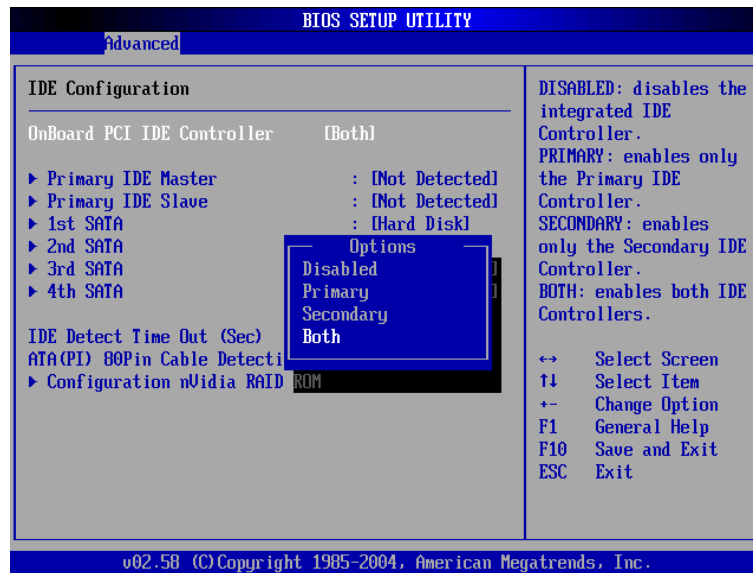 BIOS SETUP UTILITY
Advanced
IDE Configuration
OnBoard PCI IDE Controller [Both]
▶ Primary IDE Master : [Not Detected]
▶ Primary IDE Slave : [Not Detected]
▶ 1st SATA : [Hard Disk]
▶ 2nd SATA
▶ 3rd SATA ]
▶ 4th SATA ]
IDE Detect Time Out (Sec)
ATA(PI) 80Pin Cable Detecti
▶ Configuration nVidia RAID ROM
Options
Disabled
Primary
Secondary
Both
DISABLED: disables the
integrated IDE
Controller.
PRIMARY: enables only
the Primary IDE
Controller.
SECONDARY: enables
only the Secondary IDE
Controller.
BOTH: enables both IDE
Controllers.
↔ Select Screen
↑↓ Select Item
+- Change Option
F1 General Help
F10 Save and Exit
ESC Exit
v02.58 (C)Copyright 1985-2004, American Megatrends, Inc.